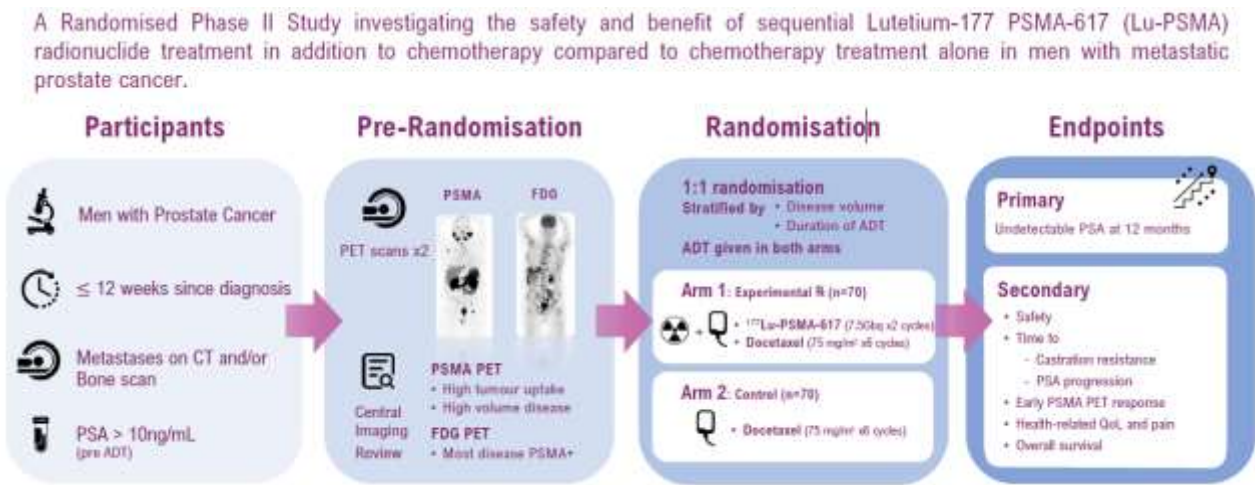 A Randomised Phase II Study investigating the safety and benefit of sequential Lutetium-177 PSMA-617 (Lu-PSMA)
radionuclide treatment in addition to chemotherapy compared to chemotherapy treatment alone in men with metastatic
prostate cancer.
Participants
Men with Prostate Cancer
≤ 12 weeks since diagnosis
Metastases on CT and/or
Bone scan
PSA > 10ng/mL
(pre ADT)
Pre-Randomisation
PSMA
FDG
PET scans x2
Central
Imaging
Review
PSMA PET
• High tumour uptake
• High volume disease
FDG PET
• Most disease PSMA+
Randomisation
1:1 randomisation
Stratified by • Disease volume
• Duration of ADT
ADT given in both arms
Arm 1: Experimental ℞ (n=70)
+
• ¹⁷⁷Lu-PSMA-617 (7.5Gbq x2 cycles)
• Docetaxel (75 mg/m² x6 cycles)
Arm 2: Control (n=70)
• Docetaxel (75 mg/m² x6 cycles)
Endpoints
Primary
Undetectable PSA at 12 months
Secondary
• Safety
• Time to
- Castration resistance
- PSA progression
• Early PSMA PET response
• Health-related QoL and pain
• Overall survival